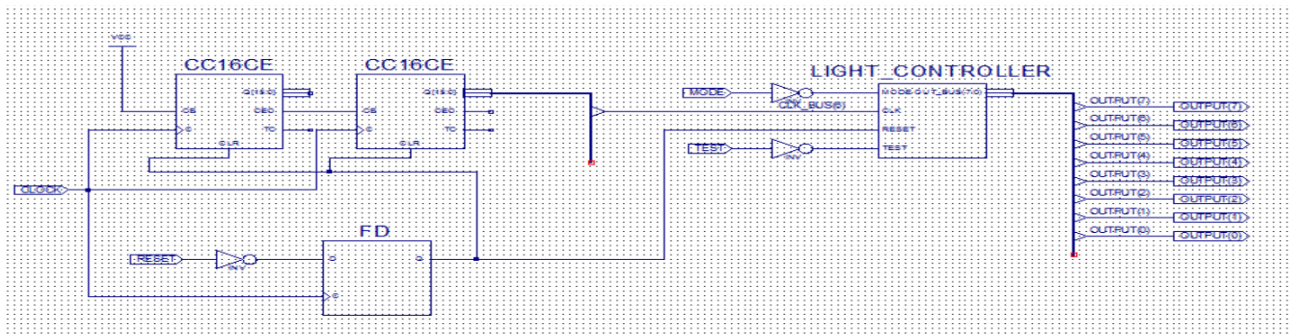 VCC
CC16CE
CC16CE
LIGHT_CONTROLLER
Q[15:0]
Q[15:0]
CE
CEO
CE
CEO
C
TC
C
TC
CLR
CLR
MODE
INV
CLK_BUS(6)
MODE OUT_BUS(7:0)
CLK
RESET
TEST
TEST
INV
OUTPUT(7)
OUTPUT(7)
OUTPUT(6)
OUTPUT(6)
OUTPUT(5)
OUTPUT(5)
OUTPUT(4)
OUTPUT(4)
OUTPUT(3)
OUTPUT(3)
OUTPUT(2)
OUTPUT(2)
OUTPUT(1)
OUTPUT(1)
OUTPUT(0)
OUTPUT(0)
CLOCK
FD
RESET
INV
D
Q
C